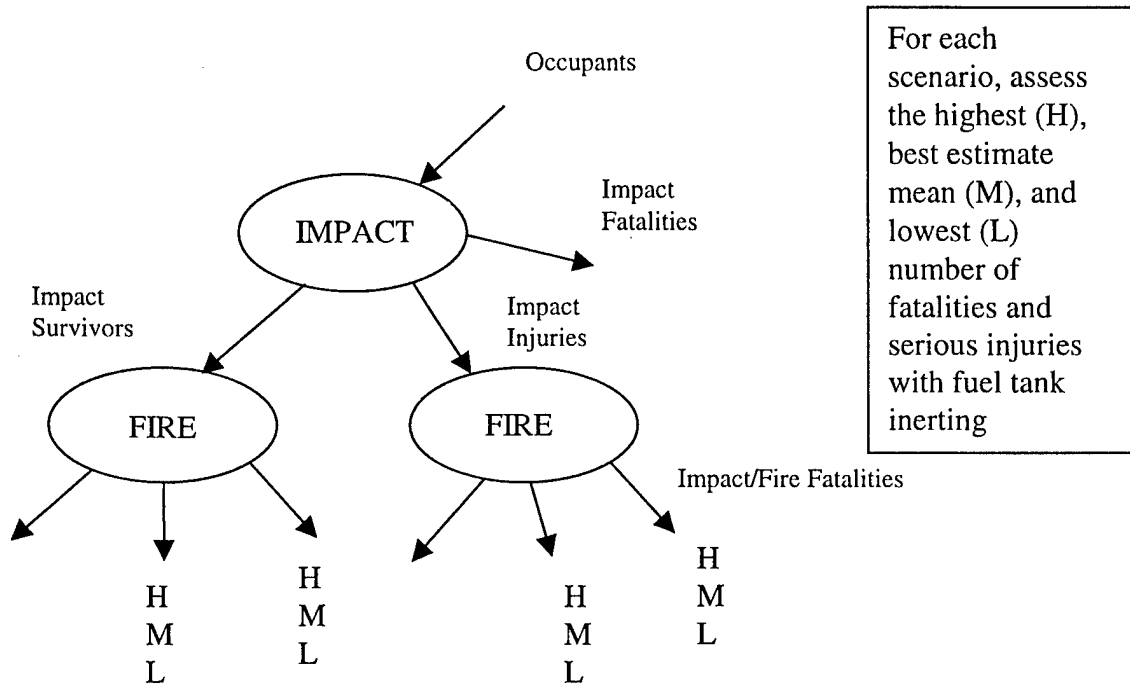 Occupants
For each
scenario, assess
the highest (H),
best estimate
mean (M), and
lowest (L)
number of
fatalities and
serious injuries
with fuel tank
inerting
IMPACT
Impact
Fatalities
Impact
Survivors
Impact
Injuries
FIRE
FIRE
Impact/Fire Fatalities
H
M
L
H
M
L
H
M
L
H
M
L